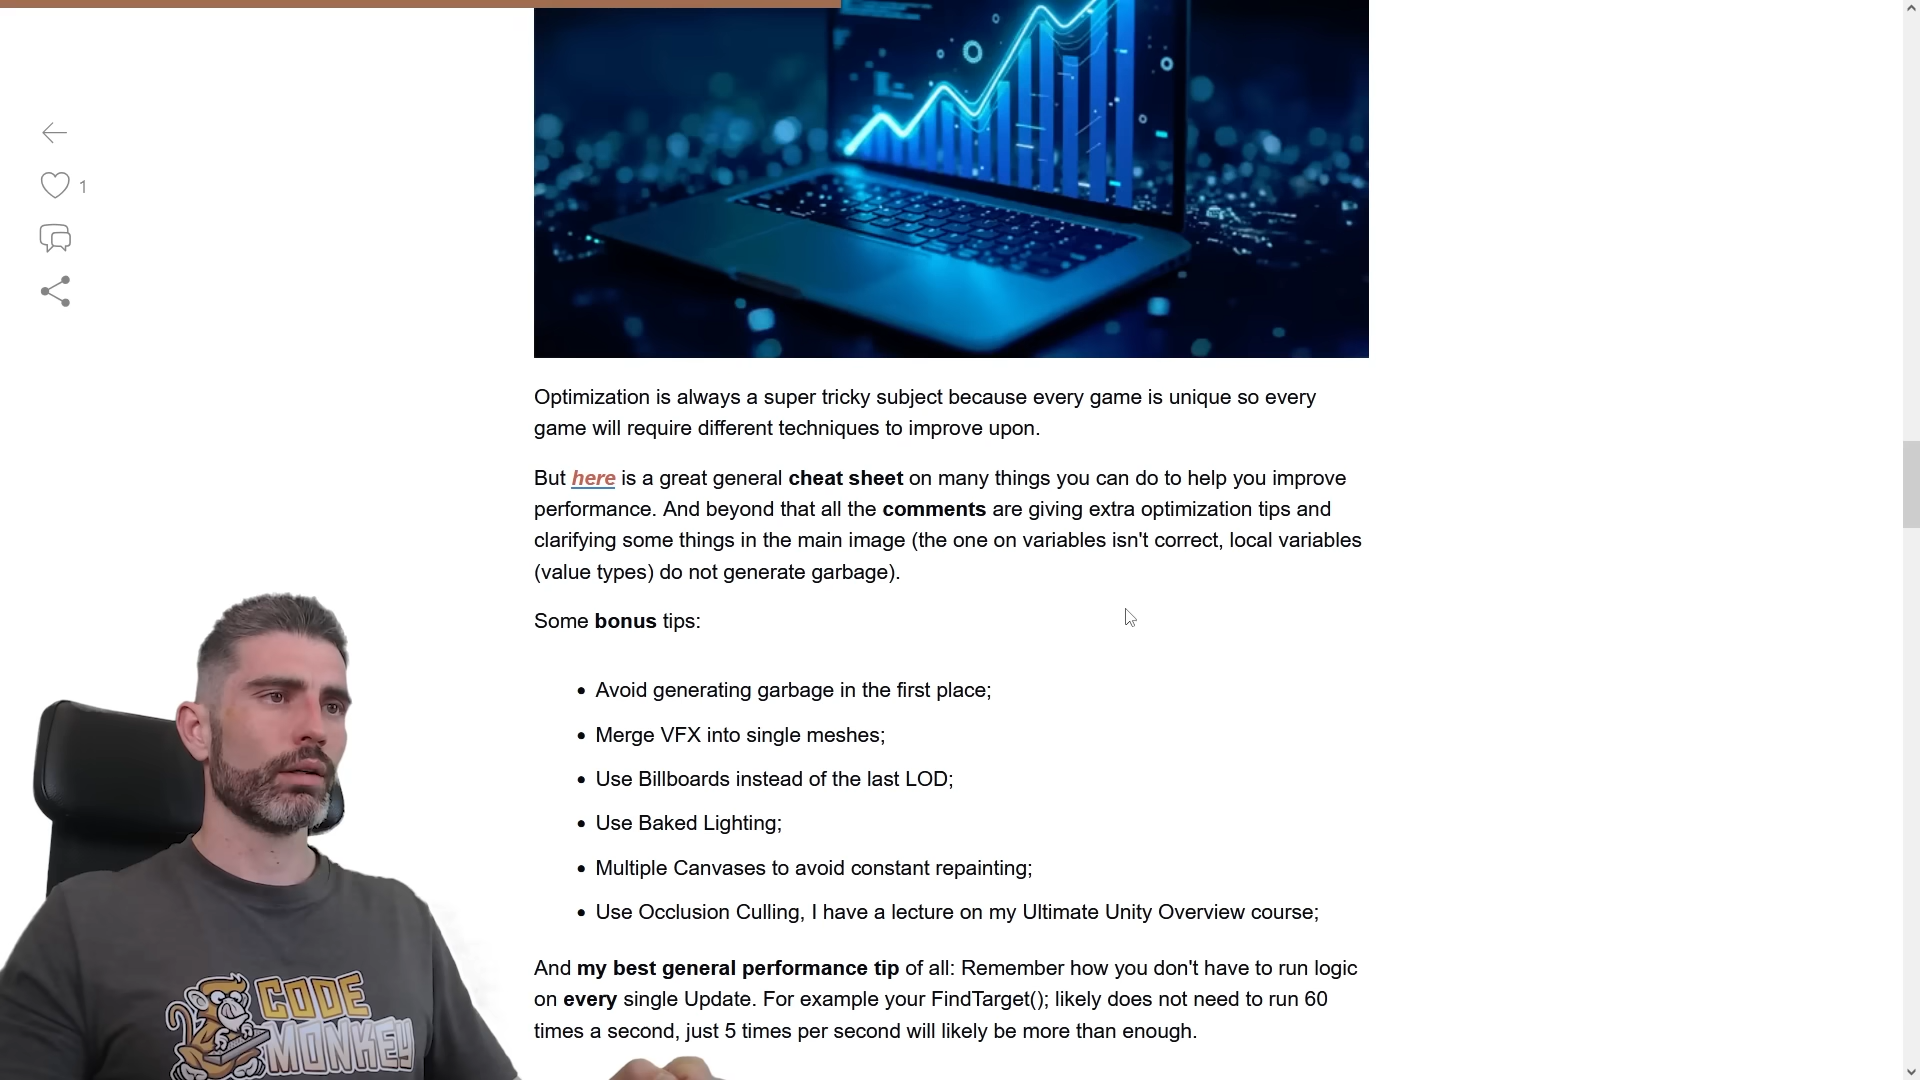 1
Optimization is always a super tricky subject because every game is unique so every
game will require different techniques to improve upon.
But here is a great general cheat sheet on many things you can do to help you improve
performance. And beyond that all the comments are giving extra optimization tips and
clarifying some things in the main image (the one on variables isn't correct, local variables
(value types) do not generate garbage).
Some bonus tips:
• Avoid generating garbage in the first place;
• Merge VFX into single meshes;
• Use Billboards instead of the last LOD;
• Use Baked Lighting;
• Multiple Canvases to avoid constant repainting;
• Use Occlusion Culling, I have a lecture on my Ultimate Unity Overview course;
And my best general performance tip of all: Remember how you don't have to run logic
on every single Update. For example your FindTarget(); likely does not need to run 60
times a second, just 5 times per second will likely be more than enough.
CODE
MONKEY